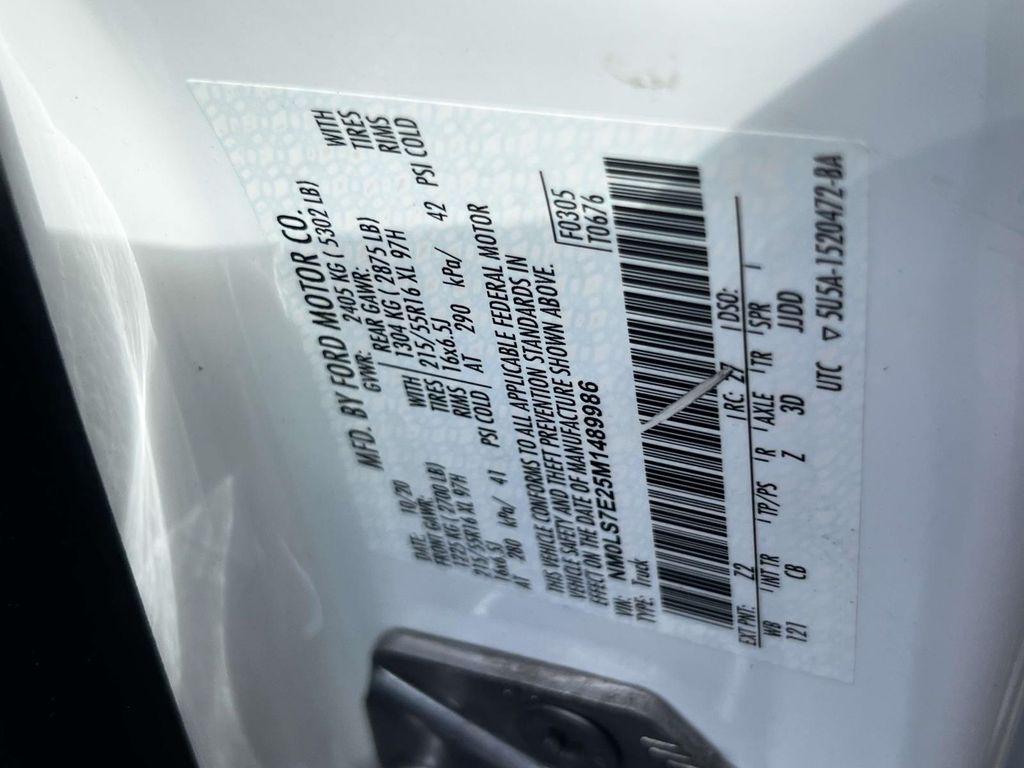 MFD. BY FORD MOTOR CO.
DATE: 10/20 GVWR: 2405 KG ( 5302 LB)
FRONT GAWR: REAR GAWR: WITH
1225 KG ( 2700 LB) WITH 1304 KG ( 2875 LB) TIRES
215/55R16 XL 97H TIRES 215/55R16 XL 97H RIMS
16x6.5J RIMS 16x6.5J PSI COLD
AT 280 kPa/ 41 PSI COLD AT 290 kPa/ 42
THIS VEHICLE CONFORMS TO ALL APPLICABLE FEDERAL MOTOR
VEHICLE SAFETY AND THEFT PREVENTION STANDARDS IN
EFFECT ON THE DATE OF MANUFACTURE SHOWN ABOVE.
VIN: NM0LS7E25M1489986 F0305
TYPE: Truck T0676
EXT PNT: Z2 RC: 27 DSO:
WB INT TR TP/PS R AXLE TR SPR
121 CB Z 3D JJDD
UTC ▽ 5U5A-1520472-BA